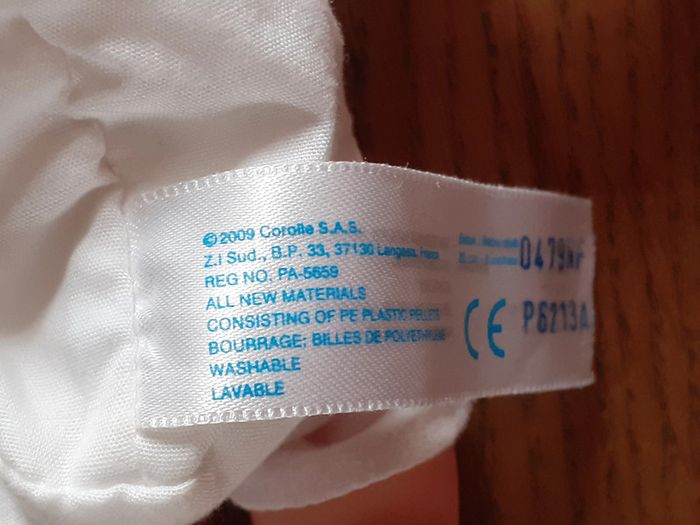 ©2009 Corolle S.A.S.
Z.I Sud., B.P. 33, 37130 Langeais, France
REG NO. PA-5659
ALL NEW MATERIALS
CONSISTING OF PE PLASTIC PELLETS
BOURRAGE: BILLES DE POLYETHYLENE
WASHABLE
LAVABLE
CE
P6213A